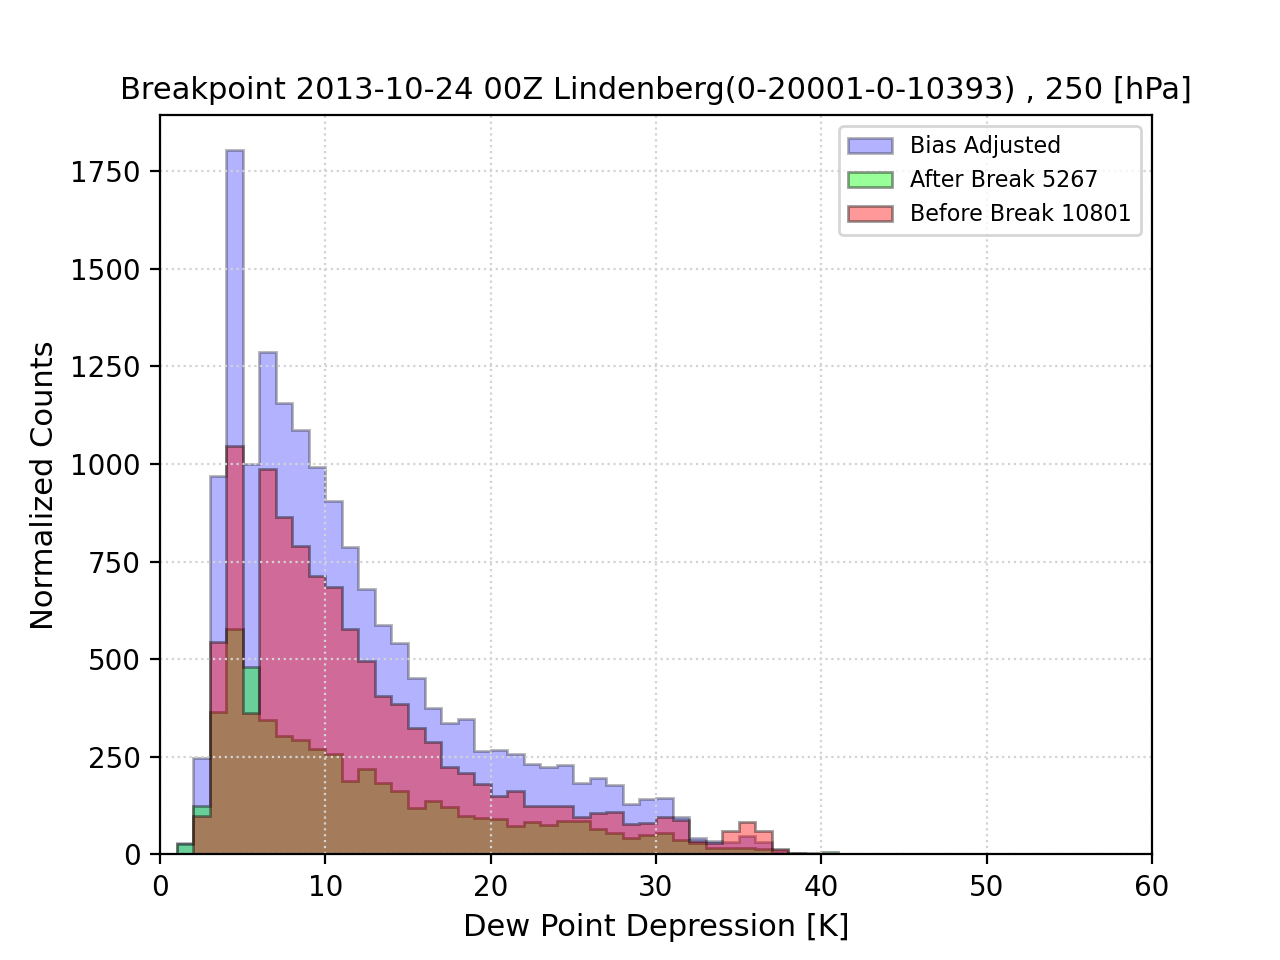 Breakpoint 2013-10-24 00Z Lindenberg(0-20001-0-10393) , 250 [hPa]
Bias Adjusted
After Break 5267
Before Break 10801
Normalized Counts
1750
1500
1250
1000
750
500
250
0
0 10 20 30 40 50 60
Dew Point Depression [K]